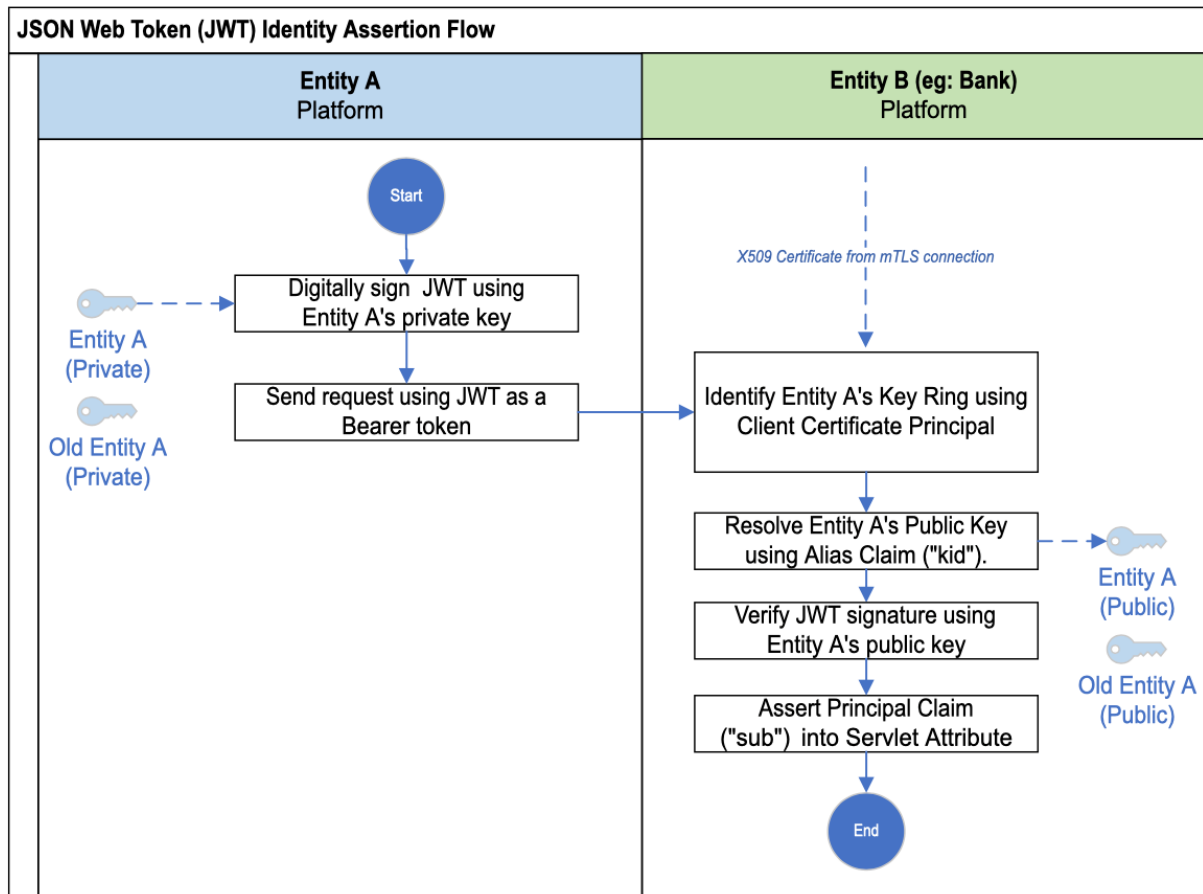 JSON Web Token (JWT) Identity Assertion Flow
Entity A
Platform
Entity B (eg: Bank)
Platform
Start
Digitally sign JWT using
Entity A's private key
Entity A
(Private)
Send request using JWT as a
Bearer token
Old Entity A
(Private)
X509 Certificate from mTLS connection
Identify Entity A's Key Ring using
Client Certificate Principal
Resolve Entity A's Public Key
using Alias Claim ("kid").
Entity A
(Public)
Verify JWT signature using
Entity A's public key
Old Entity A
(Public)
Assert Principal Claim
("sub") into Servlet Attribute
End